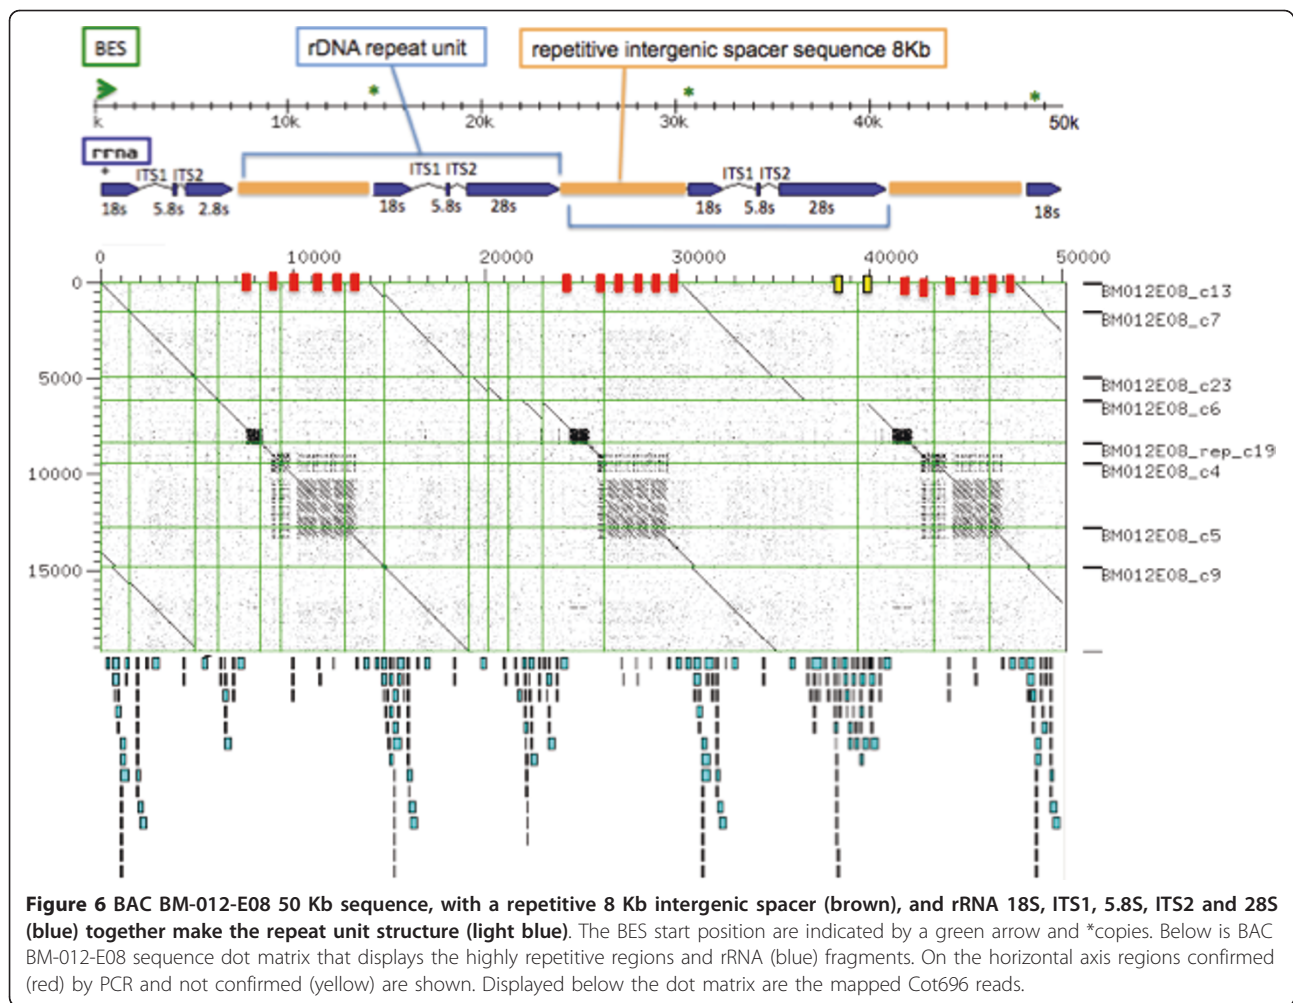 BES
rDNA repeat unit
repetitive intergenic spacer sequence 8Kb
* * *
k 10k 20k 30k 40k 50k
rrna
ITS1 ITS2 ITS1 ITS2 ITS1 ITS2
18s 5.8s 2.8s 18s 5.8s 28s 18s 5.8s 28s 18s
0 10000 20000 30000 40000 50000
0
5000
10000
15000
BM012E08_c13
BM012E08_c7
BM012E08_c23
BM012E08_c6
BM012E08_rep_c19
BM012E08_c4
BM012E08_c5
BM012E08_c9
Figure 6 BAC BM-012-E08 50 Kb sequence, with a repetitive 8 Kb intergenic spacer (brown), and rRNA 18S, ITS1, 5.8S, ITS2 and 28S
(blue) together make the repeat unit structure (light blue). The BES start position are indicated by a green arrow and *copies. Below is BAC
BM-012-E08 sequence dot matrix that displays the highly repetitive regions and rRNA (blue) fragments. On the horizontal axis regions confirmed
(red) by PCR and not confirmed (yellow) are shown. Displayed below the dot matrix are the mapped Cot696 reads.